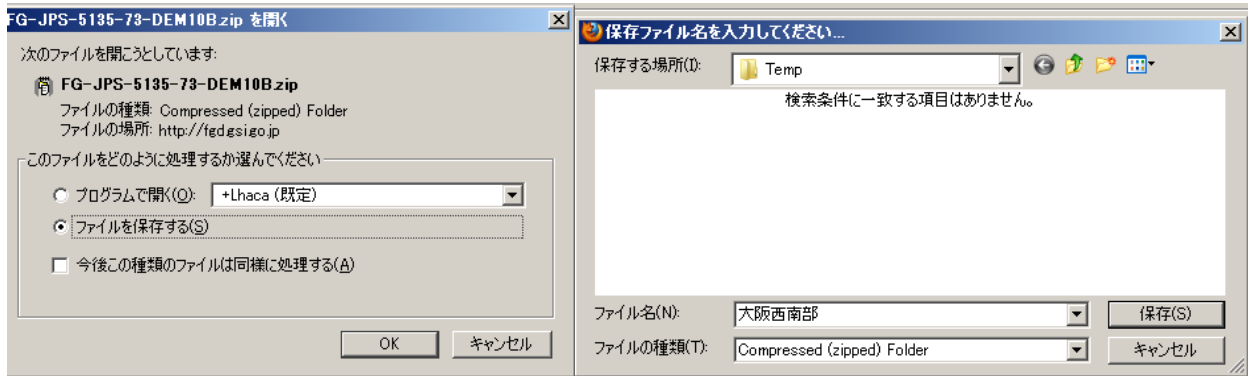 FG-JPS-5135-73-DEM10B.zip を開く
次のファイルを開こうとしています:
FG-JPS-5135-73-DEM10B.zip
ファイルの種類: Compressed (zipped) Folder
ファイルの場所: http://fgd.gsi.go.jp
このファイルをどのように処理するか選んでください
プログラムで開く(O): +Lhaca (既定)
ファイルを保存する(S)
今後この種類のファイルは同様に処理する(A)
OK キャンセル
保存ファイル名を入力してください...
保存する場所(I): Temp
検索条件に一致する項目はありません。
ファイル名(N): 大阪西南部 保存(S)
ファイルの種類(T): Compressed (zipped) Folder キャンセル